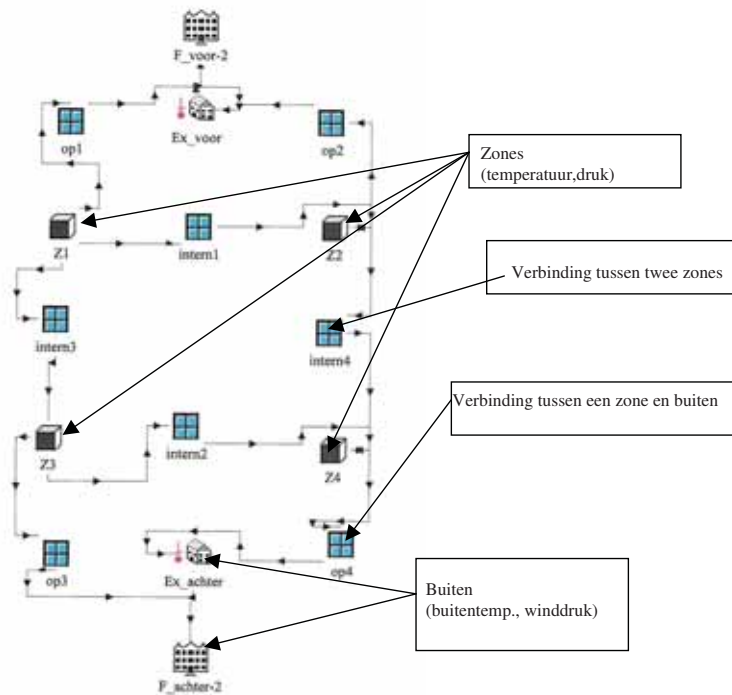 F_voor-2
op1
Ex_voor
op2
Zones
(temperatuur,druk)
Z1
intern1
Z2
Verbinding tussen twee zones
intern3
intern4
Verbinding tussen een zone en buiten
Z3
intern2
Z4
op3
Ex_achter
op4
Buiten
(buitentemp., winddruk)
F_achter-2